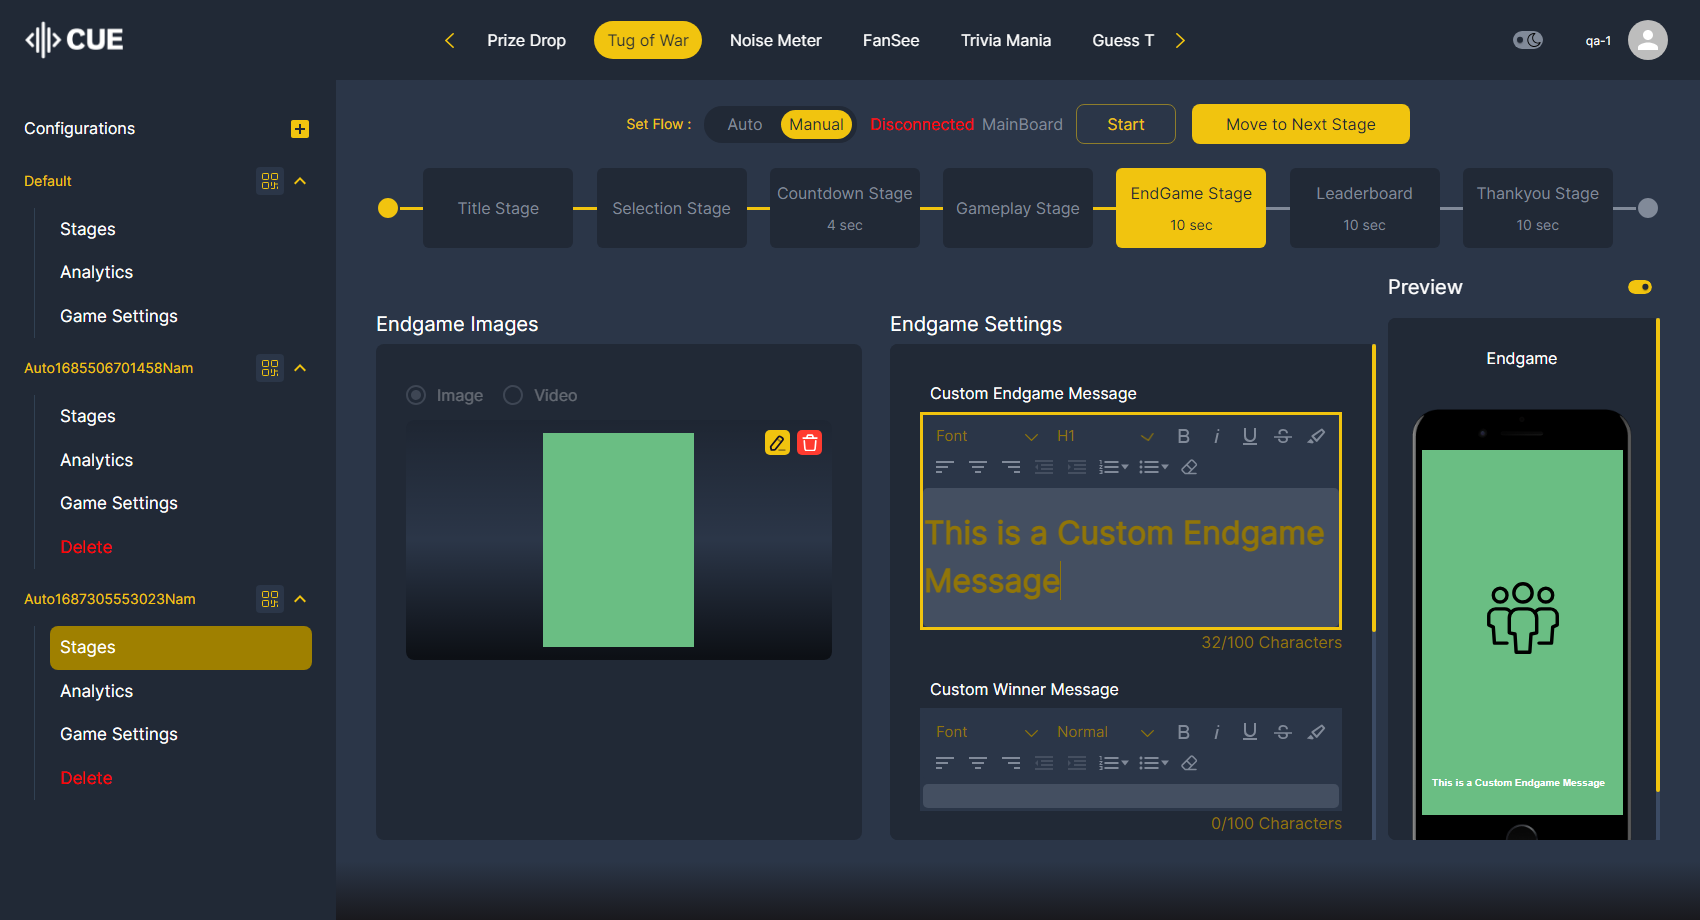 CUE
Prize Drop
Tug of War
Noise Meter
FanSee
Trivia Mania
Guess T
qa-1
Configurations
Default
Stages
Analytics
Game Settings
Auto1685506701458Nam
Stages
Analytics
Game Settings
Delete
Auto1687305553023Nam
Stages
Analytics
Game Settings
Delete
Set Flow :
Auto
Manual
Disconnected MainBoard
Start
Move to Next Stage
Title Stage
Selection Stage
Countdown Stage
4 sec
Gameplay Stage
EndGame Stage
10 sec
Leaderboard
10 sec
Thankyou Stage
10 sec
Endgame Images
Image
Video
Endgame Settings
Custom Endgame Message
Font
H1
B i U S
This is a Custom Endgame
Message
32/100 Characters
Custom Winner Message
Font
Normal
B i U S
0/100 Characters
Preview
Endgame
This is a Custom Endgame Message